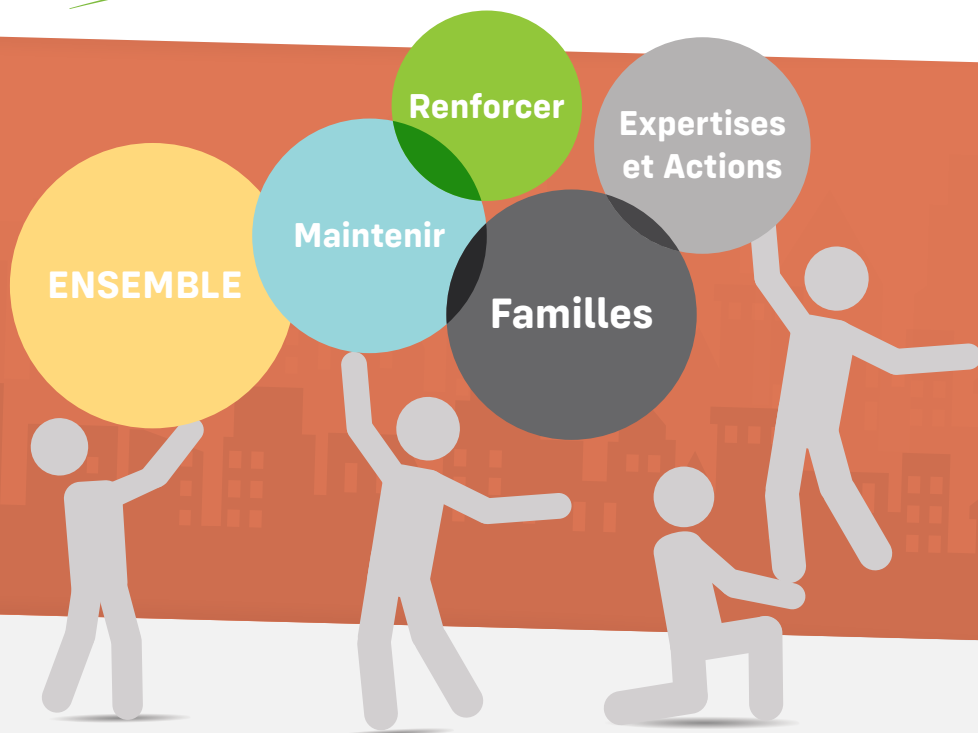 Renforcer
Expertises
et Actions
Maintenir
ENSEMBLE
Familles